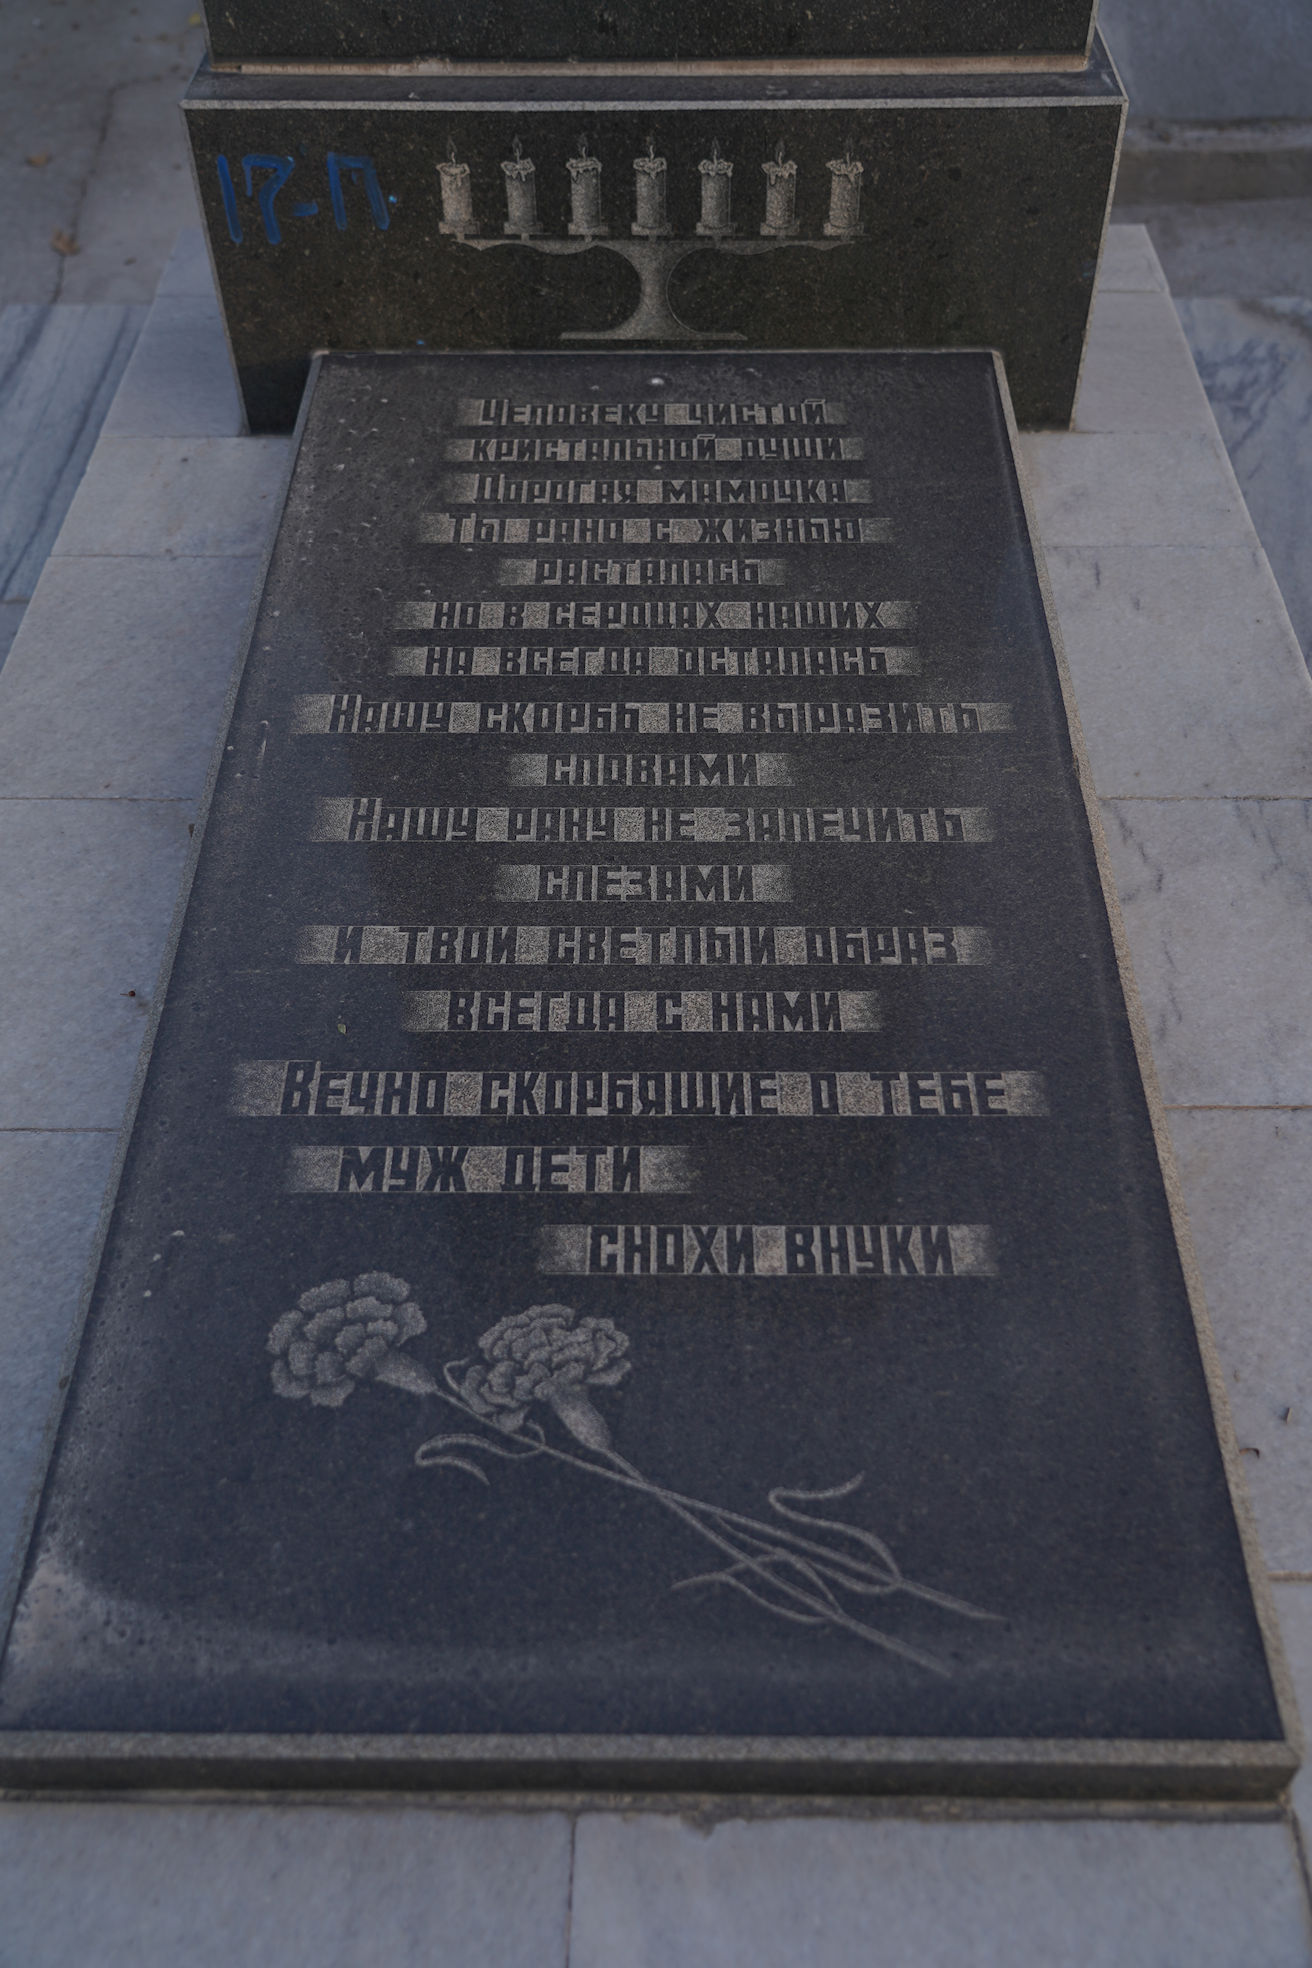 17-П
Человеку чистой
кристальной души
Дорогая мамочка
Ты рано с жизнью
расталась
но в сердцах наших
на всегда осталась
Нашу скорбь не выразить
словами
Нашу рану не залечить
слезами
и твой светлый образ
всегда с нами
Вечно скорбящие о тебе
муж дети
снохи внуки